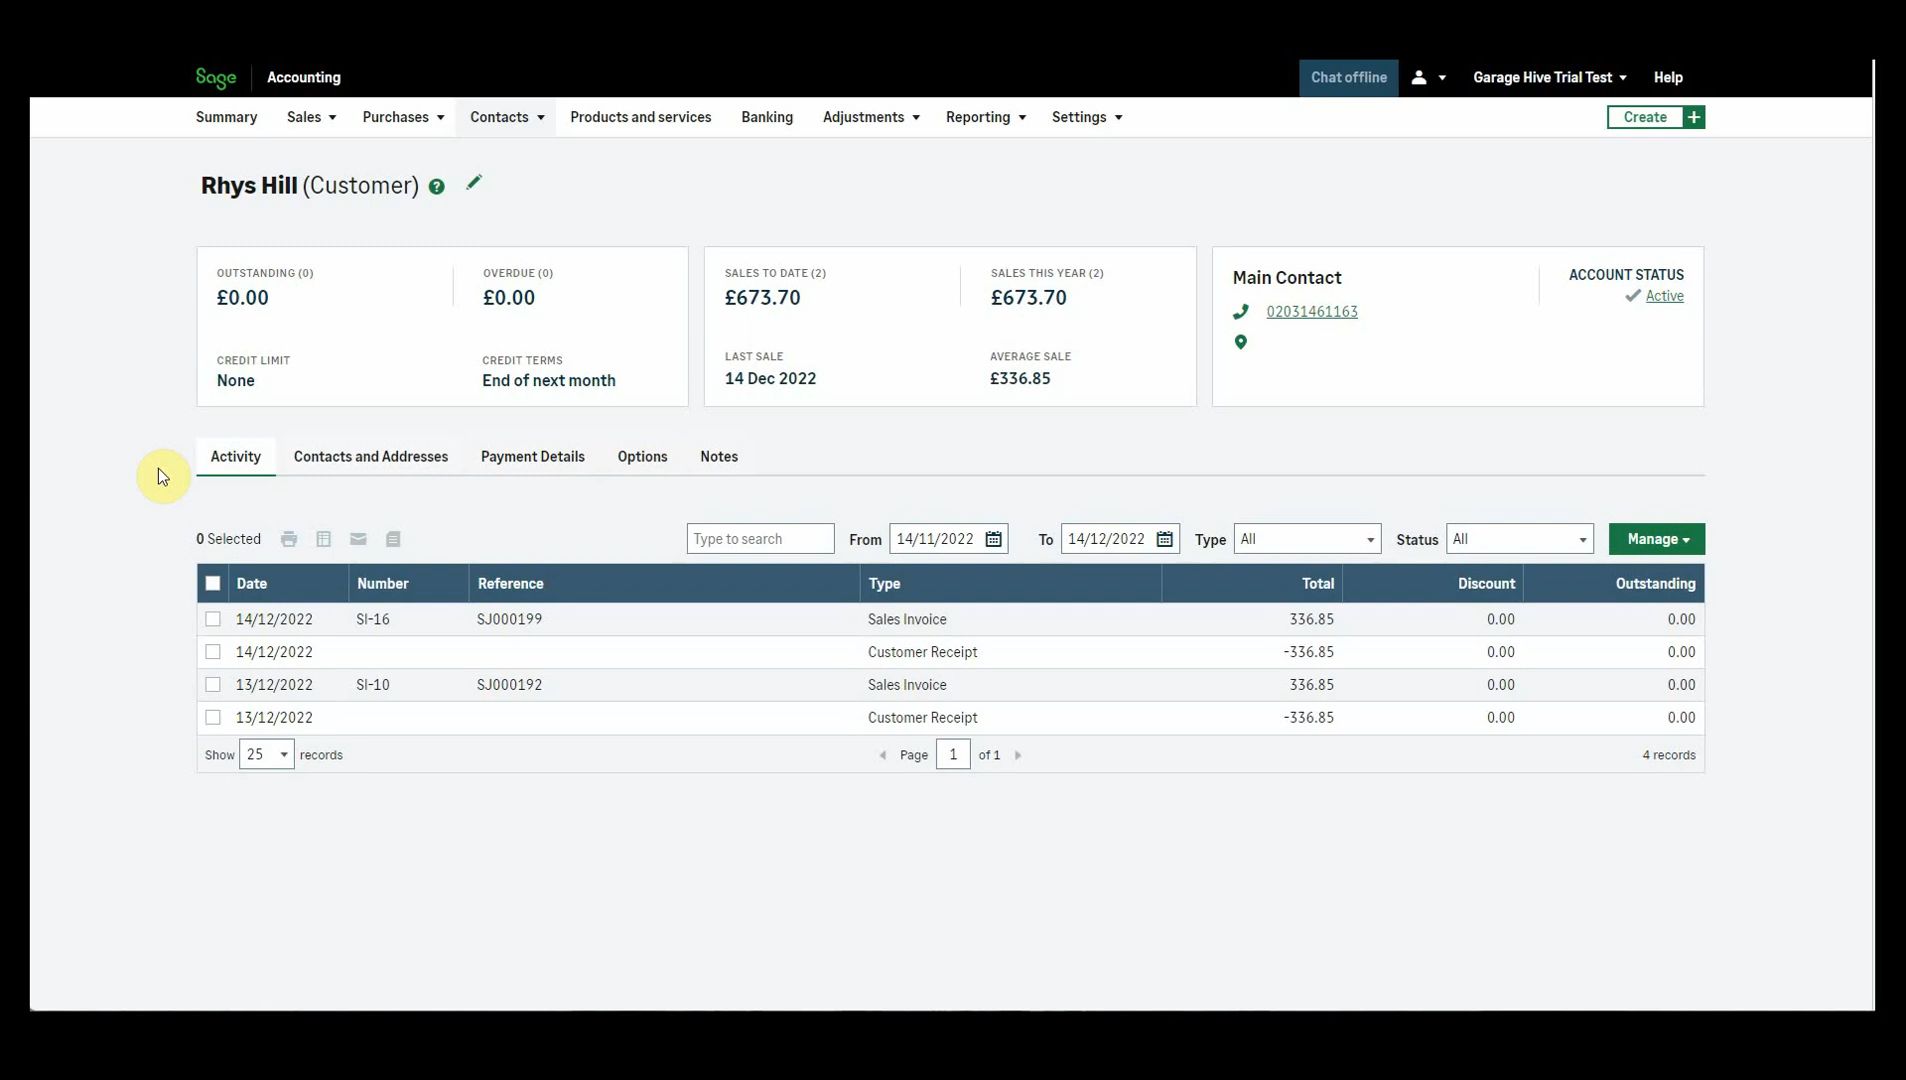 Sage Accounting Chat offline Garage Hive Trial Test Help
Summary Sales Purchases Contacts Products and services Banking Adjustments Reporting Settings Create +
Rhys Hill (Customer) ?
OUTSTANDING (0) OVERDUE (0) SALES TO DATE (2) SALES THIS YEAR (2) Main Contact ACCOUNT STATUS
£0.00 £0.00 £673.70 £673.70 Active
02031461163
CREDIT LIMIT CREDIT TERMS LAST SALE AVERAGE SALE
None End of next month 14 Dec 2022 £336.85
Activity Contacts and Addresses Payment Details Options Notes
0 Selected Type to search From 14/11/2022 To 14/12/2022 Type All Status All Manage
Date Number Reference Type Total Discount Outstanding
14/12/2022 SI-16 SJ000199 Sales Invoice 336.85 0.00 0.00
14/12/2022 Customer Receipt -336.85 0.00 0.00
13/12/2022 SI-10 SJ000192 Sales Invoice 336.85 0.00 0.00
13/12/2022 Customer Receipt -336.85 0.00 0.00
Show 25 records Page 1 of 1 4 records